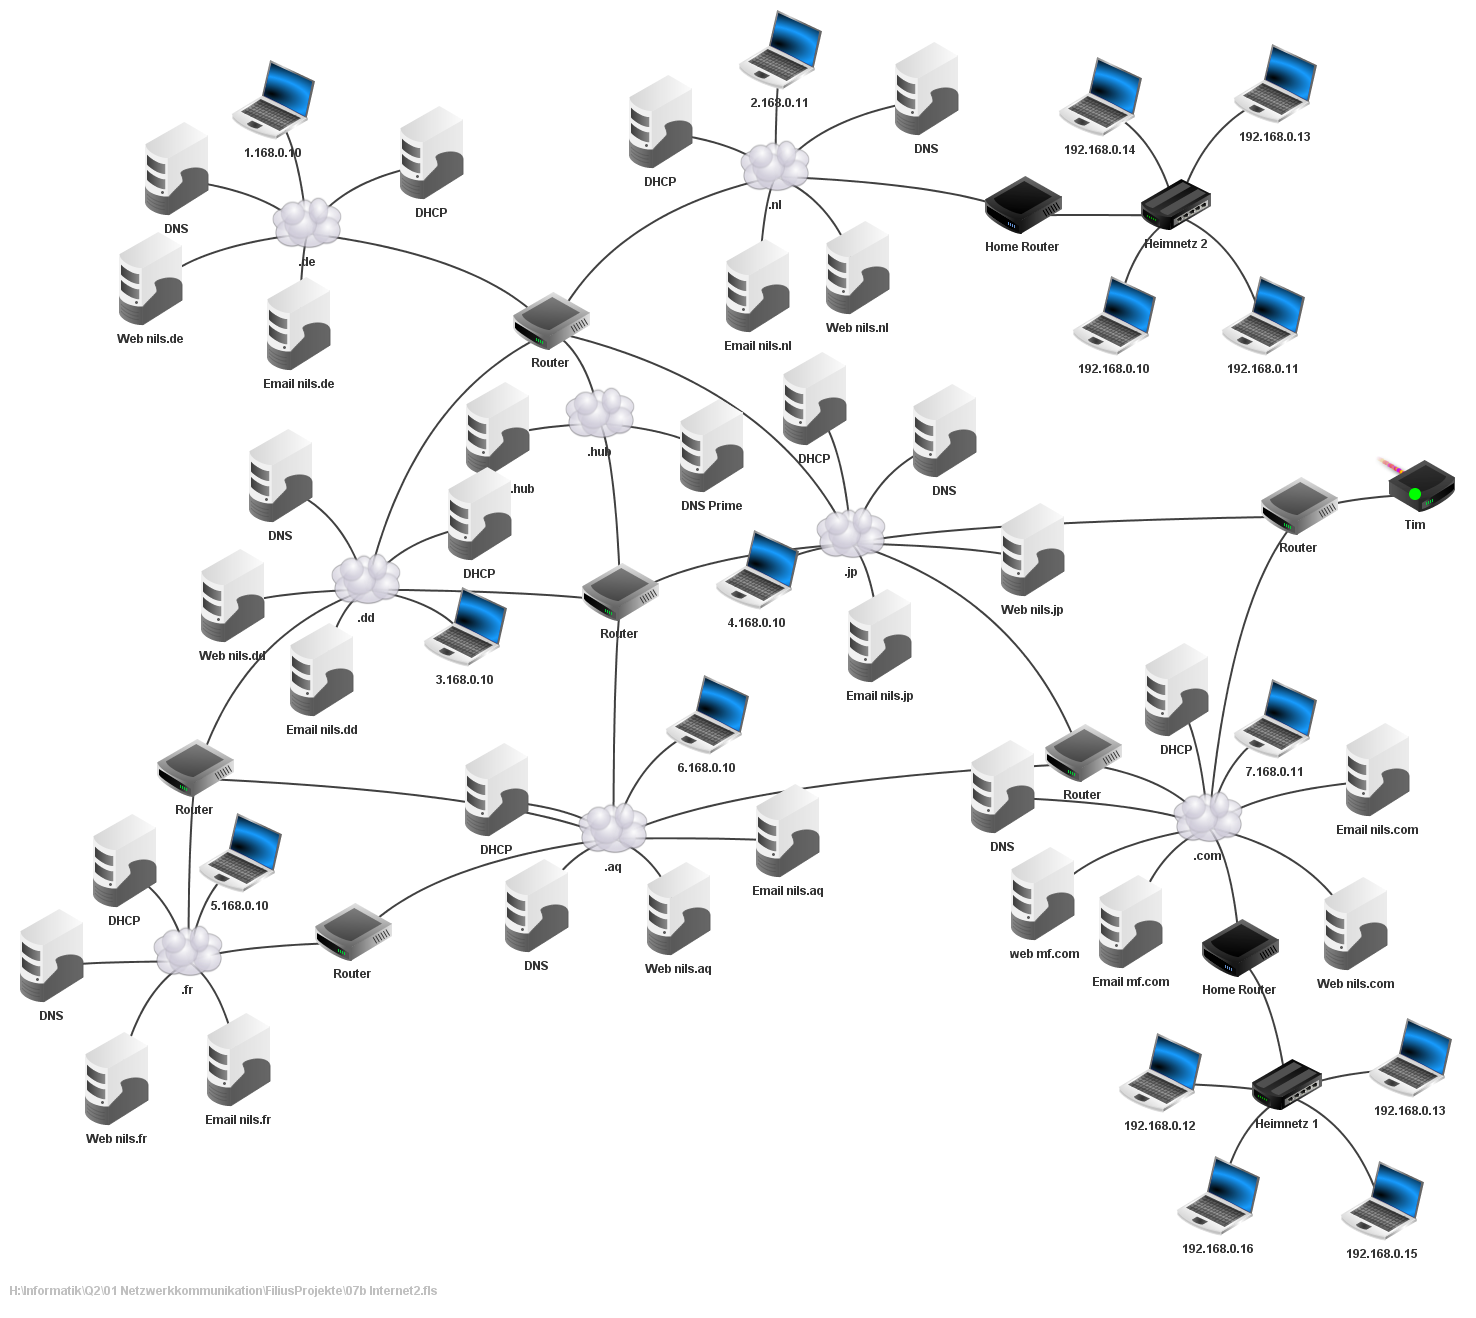 2.168.0.11
192.168.0.14
192.168.0.13
1.168.0.10
DNS
DHCP
DHCP
DNS
.nl
DNS
.de
Home Router
Heimnetz 2
Web nils.de
Email nils.de
Email nils.nl
Web nils.nl
Router
192.168.0.10
192.168.0.11
.hub
DHCP
DNS
.hub
DNS Prime
DNS
DHCP
Tim
Router
.jp
.dd
Web nils.dd
3.168.0.10
Router
4.168.0.10
Web nils.jp
Email nils.jp
Email nils.dd
6.168.0.10
DHCP
7.168.0.11
Router
Router
DHCP
DNS
.com
Email nils.com
.aq
Email nils.aq
5.168.0.10
DHCP
DNS
Web nils.aq
web mf.com
Email mf.com
Web nils.com
Router
.fr
DNS
Home Router
Web nils.fr
Email nils.fr
192.168.0.12
Heimnetz 1
192.168.0.13
192.168.0.16
192.168.0.15
H:\Informatik\Q2\01 Netzwerkkommunikation\FiliusProjekte\07b Internet2.fls